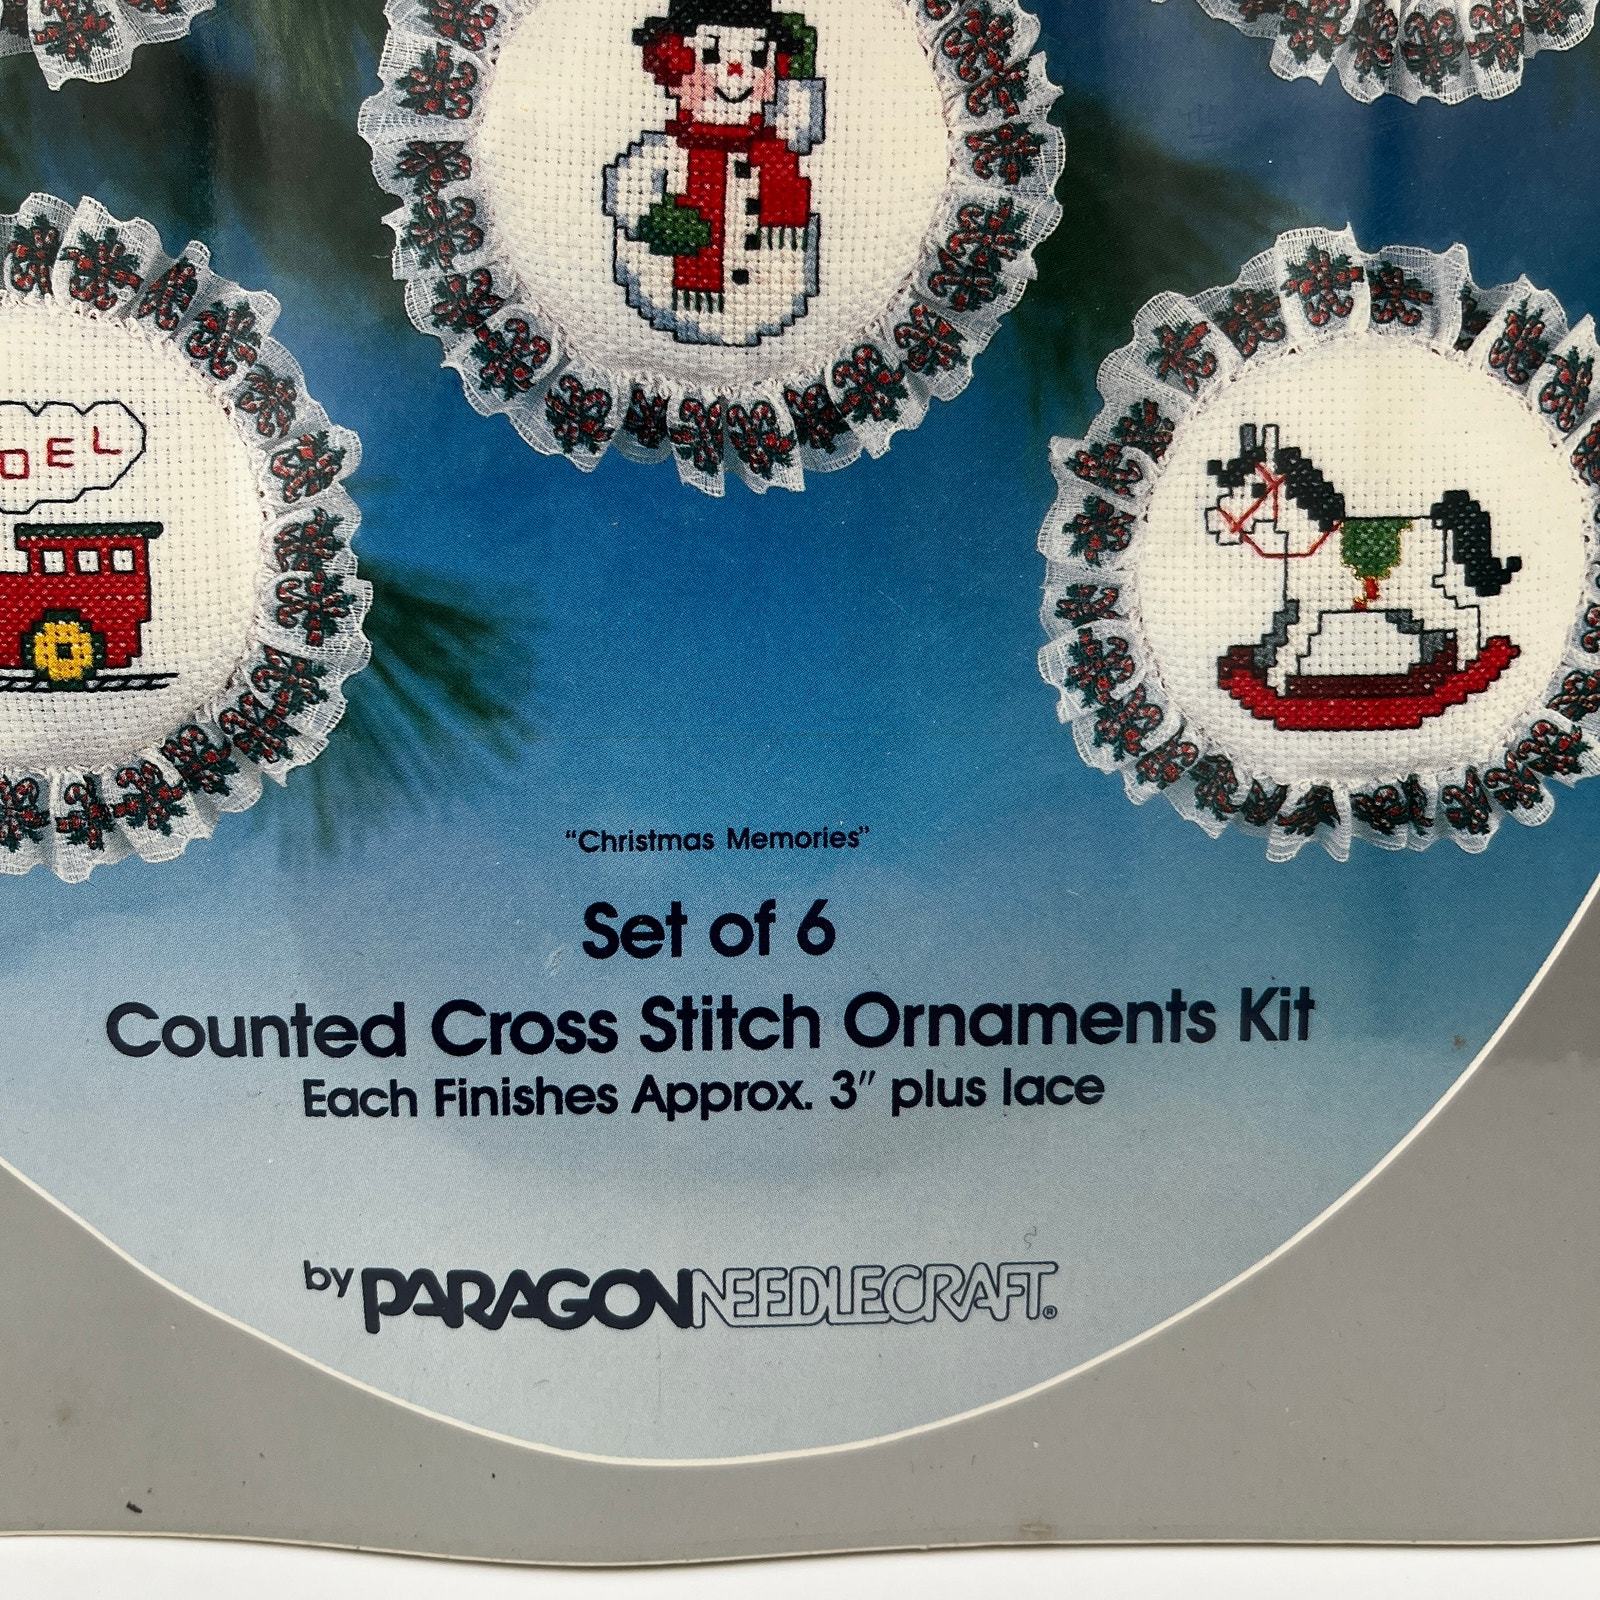 OEL
"Christmas Memories"
Set of 6
Counted Cross Stitch Ornaments Kit
Each Finishes Approx. 3" plus lace
by PARAGON NEEDLECRAFT®